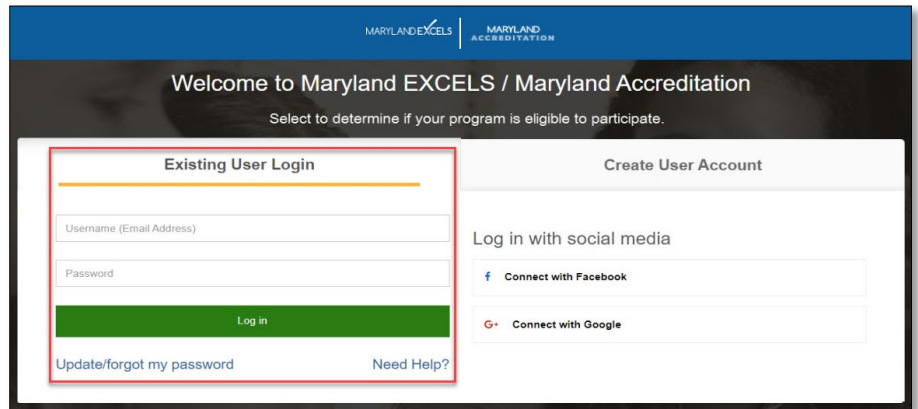 MARYLAND EXCELS
MARYLAND
ACCREDITATION
Welcome to Maryland EXCELS / Maryland Accreditation
Select to determine if your program is eligible to participate.
Existing User Login
Create User Account
Username (Email Address)
Password
Log in
Update/forgot my password
Need Help?
Log in with social media
f Connect with Facebook
G+ Connect with Google